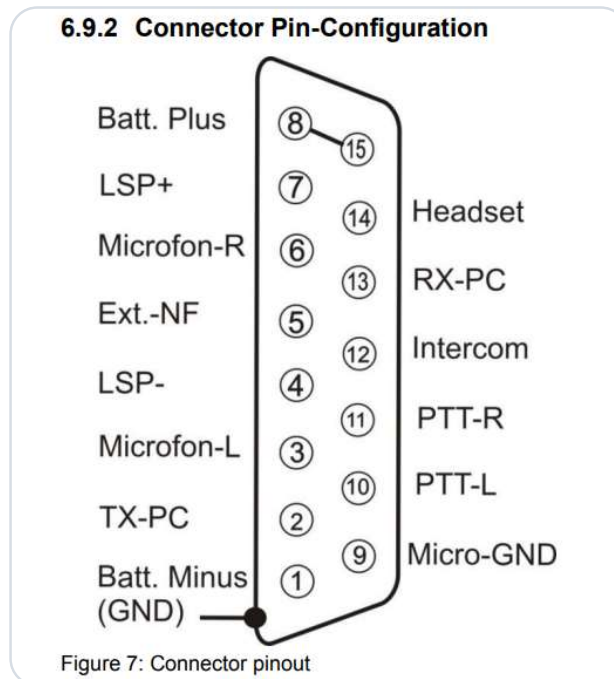 6.9.2 Connector Pin-Configuration
Batt. Plus
8
15
LSP+
7
14
Headset
Microfon-R
6
13
RX-PC
Ext.-NF
5
12
Intercom
LSP-
4
11
PTT-R
Microfon-L
3
10
PTT-L
TX-PC
2
9
Micro-GND
Batt. Minus
(GND)
1
Figure 7: Connector pinout